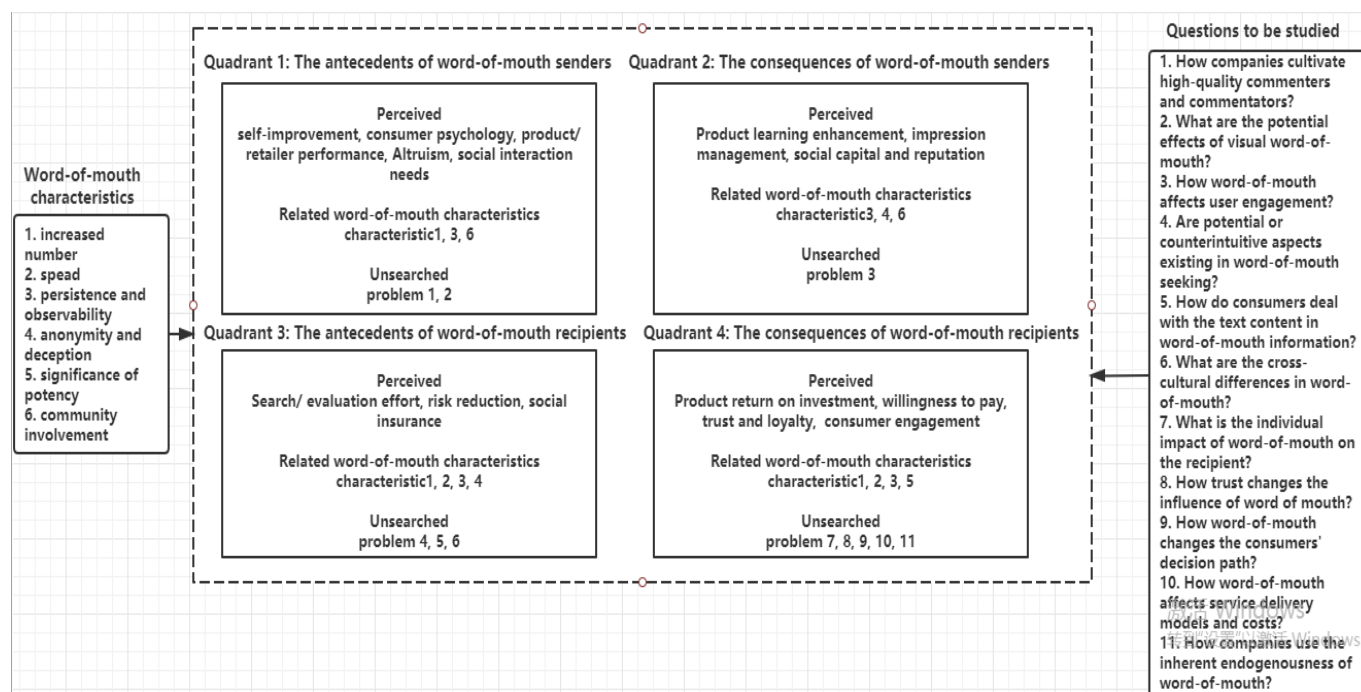 Word-of-mouth
characteristics
1. increased
number
2. spead
3. persistence and
observability
4. anonymity and
deception
5. significance of
potency
6. community
involvement
Quadrant 1: The antecedents of word-of-mouth senders
Perceived
self-improvement, consumer psychology, product/
retailer performance, Altruism, social interaction
needs
Related word-of-mouth characteristics
characteristic1, 3, 6
Unsearched
problem 1, 2
Quadrant 2: The consequences of word-of-mouth senders
Perceived
Product learning enhancement, impression
management, social capital and reputation
Related word-of-mouth characteristics
characteristic3, 4, 6
Unsearched
problem 3
Quadrant 3: The antecedents of word-of-mouth recipients
Perceived
Search/ evaluation effort, risk reduction, social
insurance
Related word-of-mouth characteristics
characteristic1, 2, 3, 4
Unsearched
problem 4, 5, 6
Quadrant 4: The consequences of word-of-mouth recipients
Perceived
Product return on investment, willingness to pay,
trust and loyalty, consumer engagement
Related word-of-mouth characteristics
characteristic1, 2, 3, 5
Unsearched
problem 7, 8, 9, 10, 11
Questions to be studied
1. How companies cultivate
high-quality commenters
and commentators?
2. What are the potential
effects of visual word-of-
mouth?
3. How word-of-mouth
affects user engagement?
4. Are potential or
counterintuitive aspects
existing in word-of-mouth
seeking?
5. How do consumers deal
with the text content in
word-of-mouth information?
6. What are the cross-
cultural differences in word-
of-mouth?
7. What is the individual
impact of word-of-mouth on
the recipient?
8. How trust changes the
influence of word of mouth?
9. How word-of-mouth
changes the consumers'
decision path?
10. How word-of-mouth
affects service delivery
models and costs?
11. How companies use the
inherent endogenousness of
word-of-mouth?
激活 Windows
转到"设置"以激活 Windows